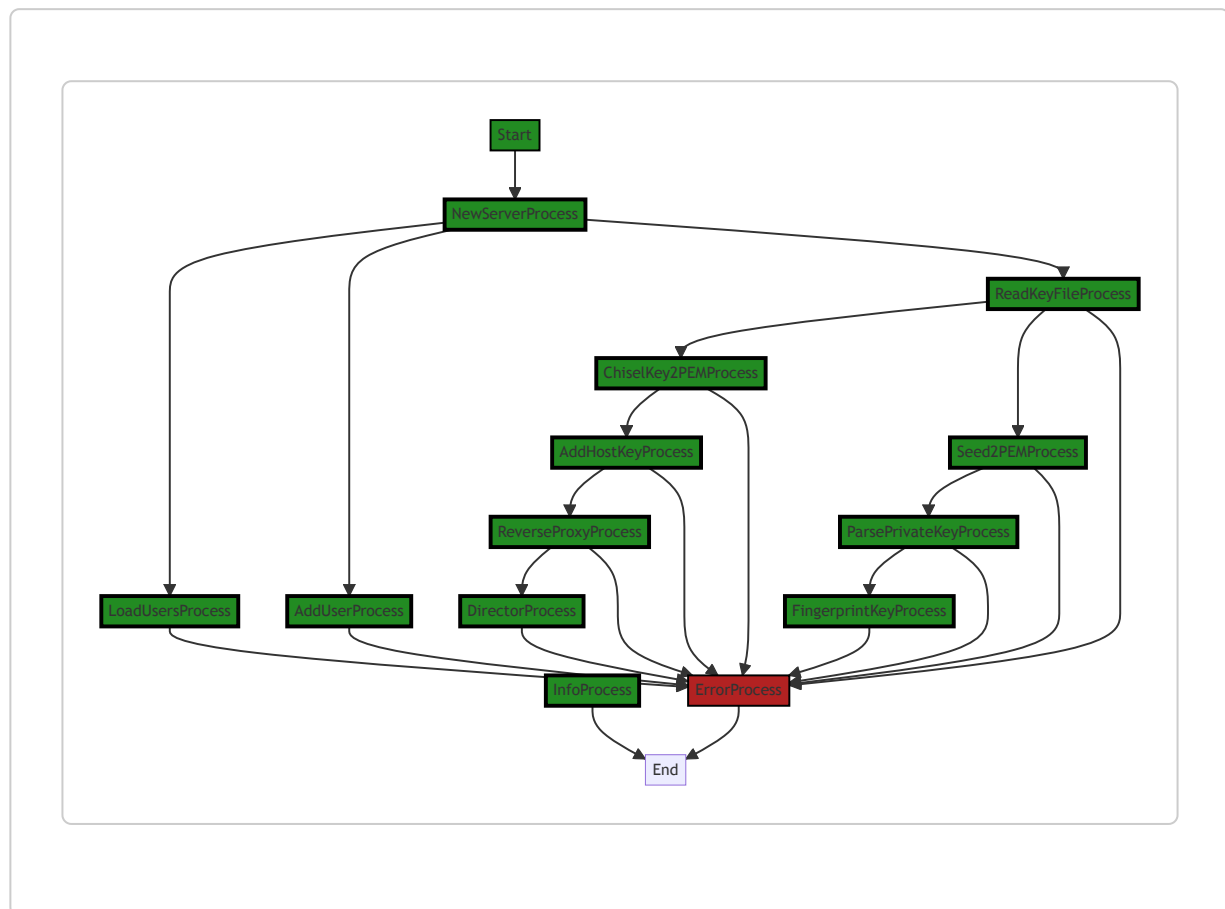 Start
NewServerProcess
ReadKeyFileProcess
ChiselKey2PEMProcess
AddHostKeyProcess
Seed2PEMProcess
ReverseProxyProcess
ParsePrivateKeyProcess
LoadUsersProcess
AddUserProcess
DirectorProcess
FingerprintKeyProcess
InfoProcess
ErrorProcess
End